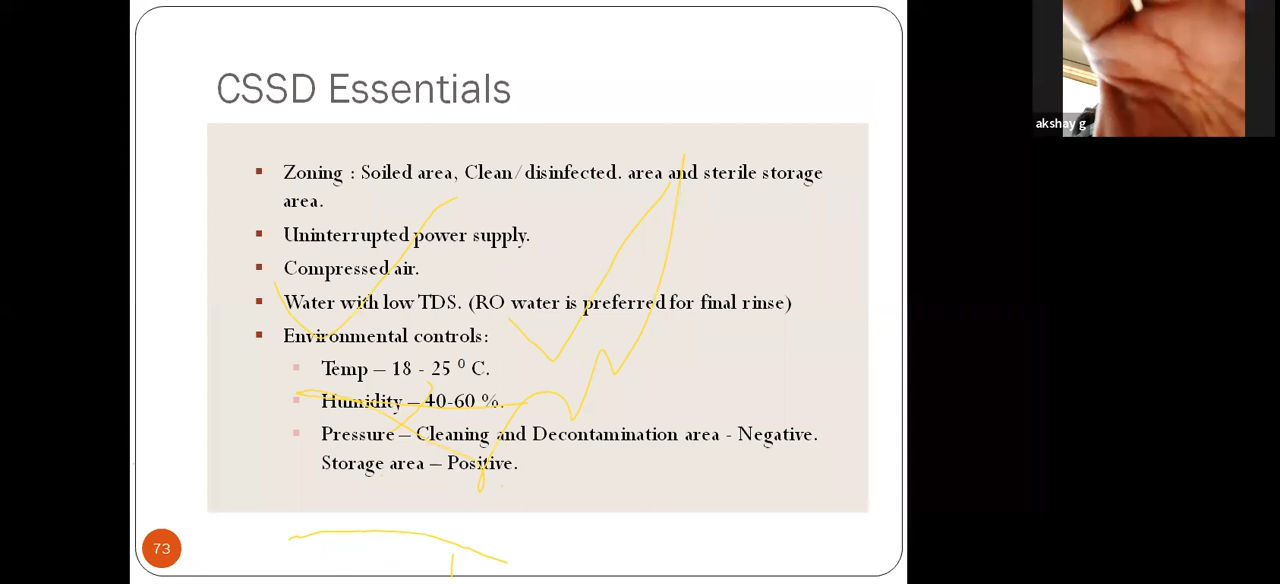 CSSD Essentials
Zoning : Soiled area, Clean/disinfected. area and sterile storage
area.
Uninterrupted power supply.
Compressed air.
Water with low TDS. (RO water is preferred for final rinse)
Environmental controls:
Temp – 18 - 25 ⁰ C.
Humidity – 40-60 %.
Pressure – Cleaning and Decontamination area - Negative.
Storage area – Positive.
73
akshay g